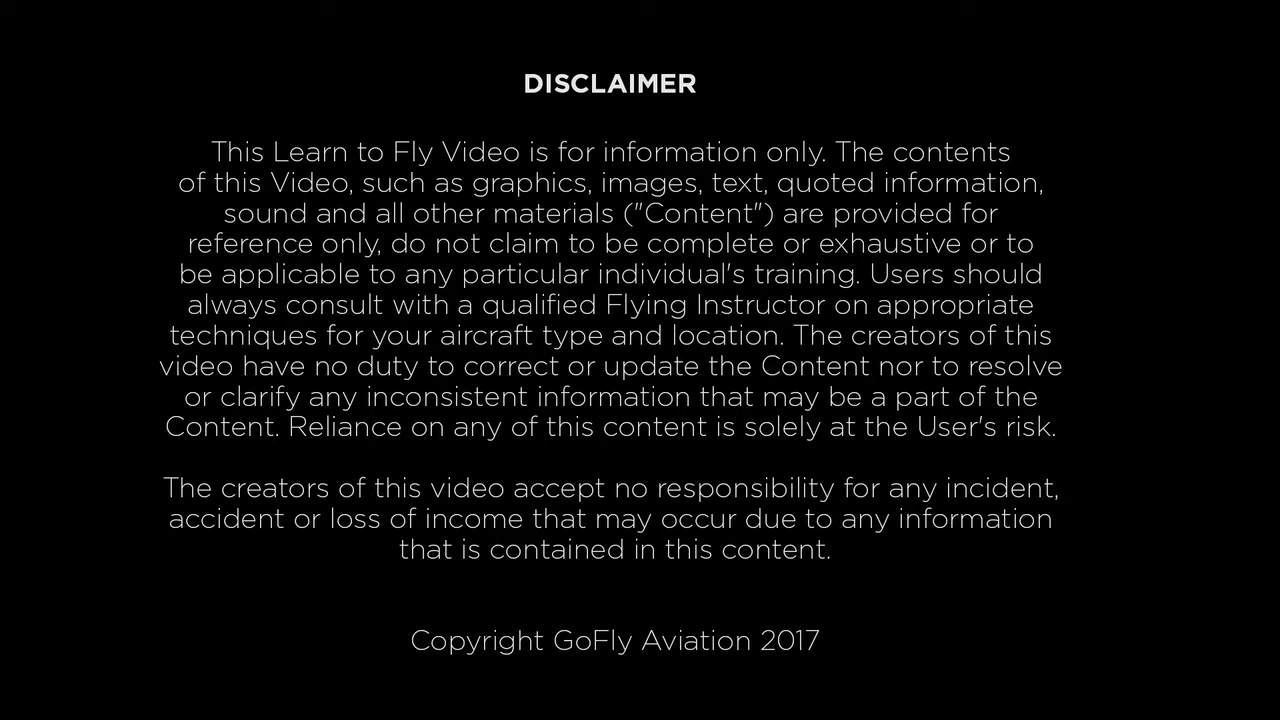 DISCLAIMER
This Learn to Fly Video is for information only. The contents
of this Video, such as graphics, images, text, quoted information,
sound and all other materials ("Content") are provided for
reference only, do not claim to be complete or exhaustive or to
be applicable to any particular individual's training. Users should
always consult with a qualified Flying Instructor on appropriate
techniques for your aircraft type and location. The creators of this
video have no duty to correct or update the Content nor to resolve
or clarify any inconsistent information that may be a part of the
Content. Reliance on any of this content is solely at the User's risk.
The creators of this video accept no responsibility for any incident,
accident or loss of income that may occur due to any information
that is contained in this content.
Copyright GoFly Aviation 2017